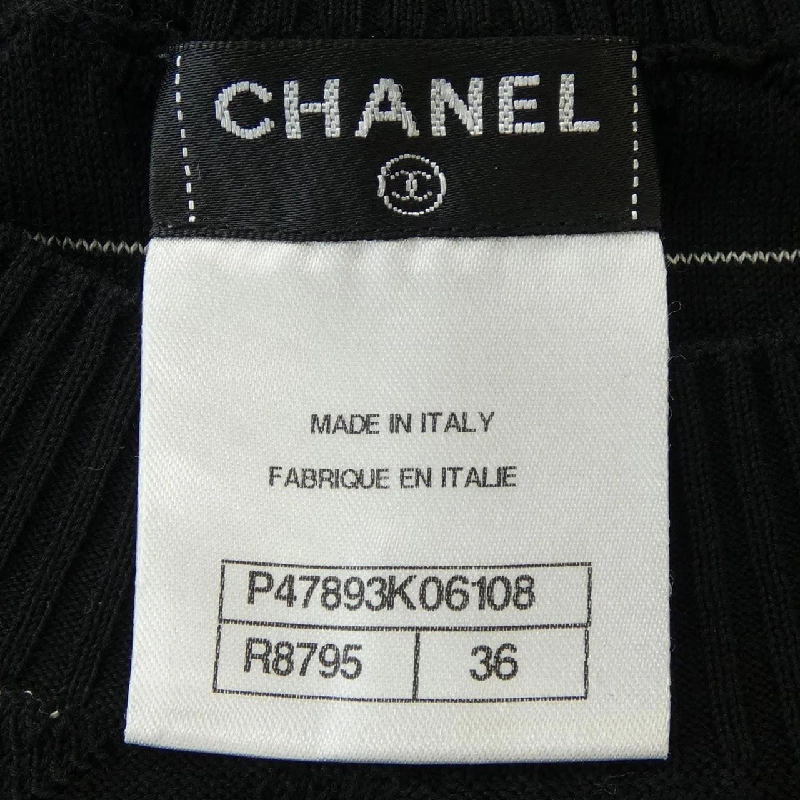 CHANEL
MADE IN ITALY
FABRIQUE EN ITALIE
P47893K06108
R8795 36